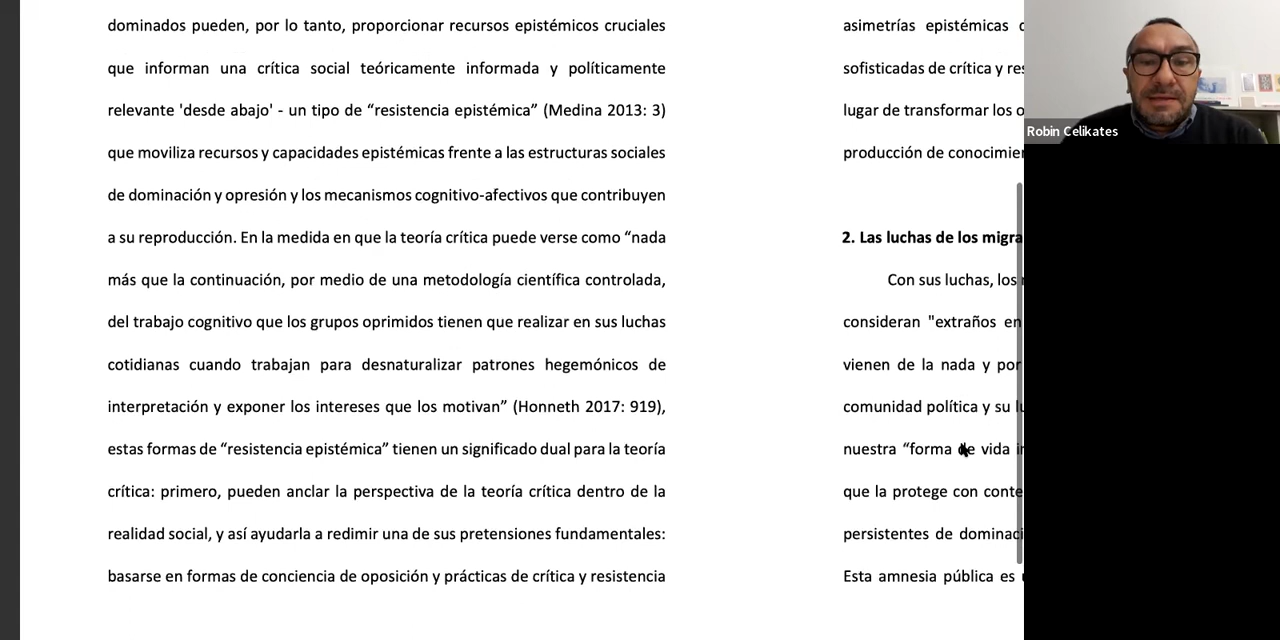 dominados pueden, por lo tanto, proporcionar recursos epistémicos cruciales
que informan una crítica social teóricamente informada y políticamente
relevante 'desde abajo' - un tipo de “resistencia epistémica” (Medina 2013: 3)
que moviliza recursos y capacidades epistémicas frente a las estructuras sociales
de dominación y opresión y los mecanismos cognitivo-afectivos que contribuyen
a su reproducción. En la medida en que la teoría crítica puede verse como “nada
más que la continuación, por medio de una metodología científica controlada,
del trabajo cognitivo que los grupos oprimidos tienen que realizar en sus luchas
cotidianas cuando trabajan para desnaturalizar patrones hegemónicos de
interpretación y exponer los intereses que los motivan” (Honneth 2017: 919),
estas formas de “resistencia epistémica” tienen un significado dual para la teoría
crítica: primero, pueden anclar la perspectiva de la teoría crítica dentro de la
realidad social, y así ayudarla a redimir una de sus pretensiones fundamentales:
basarse en formas de conciencia de oposición y prácticas de crítica y resistencia
asimetrías epistémicas
sofisticadas de crítica y
lugar de transformar los
producción de
2. Las luchas de los
Con sus luchas, los
consideran "extraños en
vienen de la nada y por
comunidad política y su
nuestra “forma de vida
que la protege con
persistentes de
Esta amnesia pública es
Robin Celikates